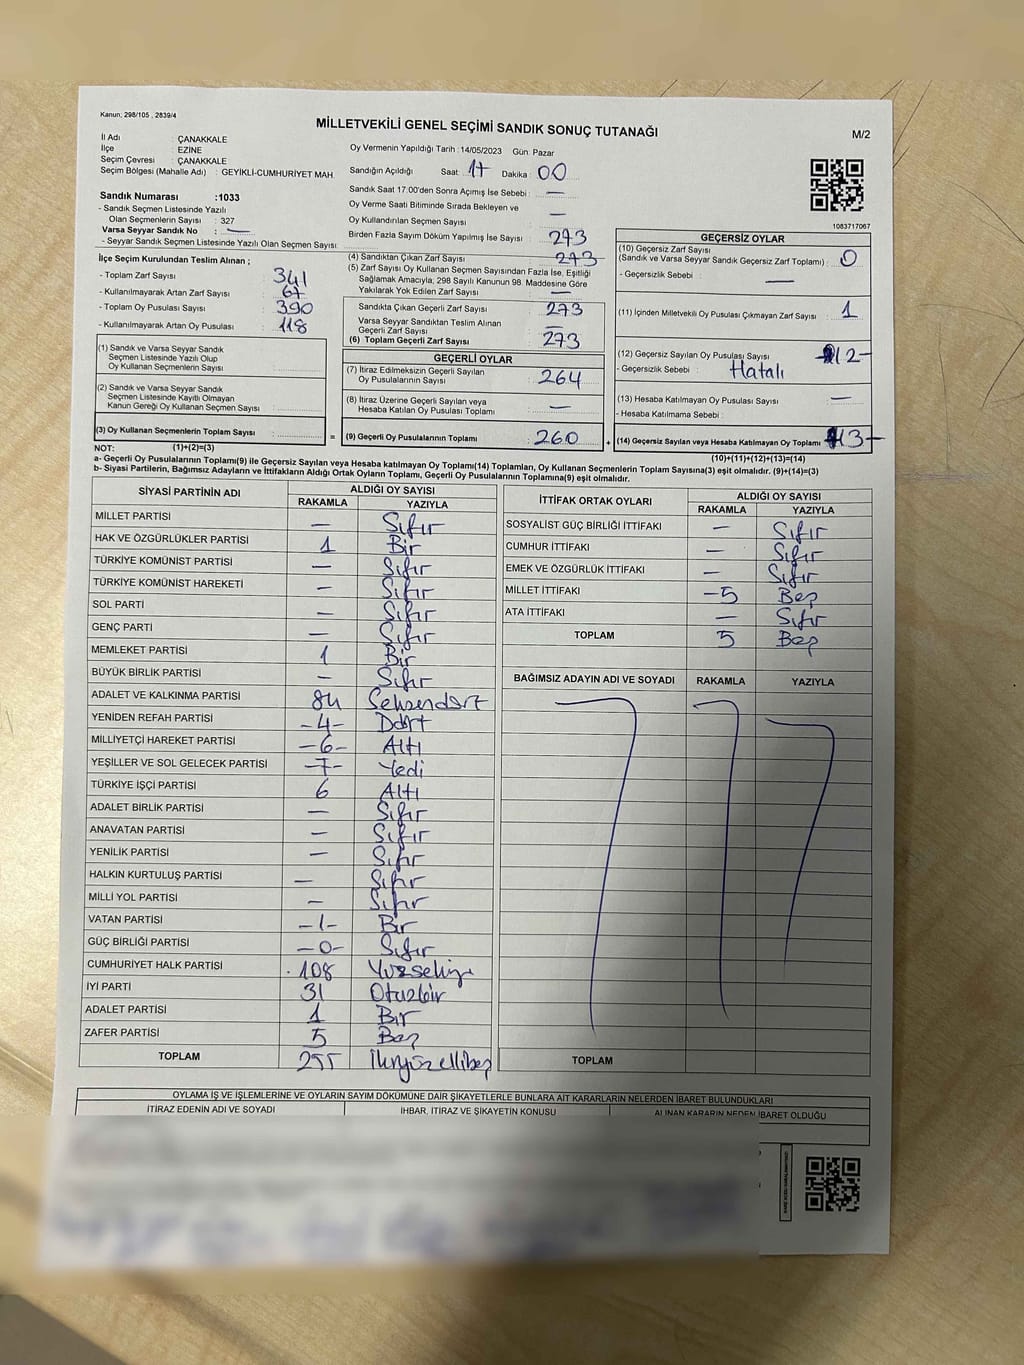 Kanun; 298/105 , 2839/4
MİLLETVEKİLİ GENEL SEÇİMİ SANDIK SONUÇ TUTANAĞI
M/2
İl Adı : ÇANAKKALE
İlçe : EZİNE
Seçim Çevresi : ÇANAKKALE
Seçim Bölgesi (Mahalle Adı) : GEYİKLİ-CUMHURİYET MAH.
Sandık Numarası :1033
- Sandık Seçmen Listesinde Yazılı
Olan Seçmenlerin Sayısı : 327
Varsa Seyyar Sandık No : —
- Seyyar Sandık Seçmen Listesinde Yazılı Olan Seçmen Sayısı:
Oy Vermenin Yapıldığı Tarih :14/05/2023 Gün: Pazar
Sandığın Açıldığı Saat: 17 Dakika : 00
Sandık Saat 17:00'den Sonra Açımış İse Sebebi : —
Oy Verme Saati Bitiminde Sırada Bekleyen ve
Oy Kullandırılan Seçmen Sayısı : —
Birden Fazla Sayım Döküm Yapılmış İse Sayısı : 273
1083717067
İlçe Seçim Kurulundan Teslim Alınan ;
- Toplam Zarf Sayısı : 341
- Kullanılmayarak Artan Zarf Sayısı : 67
- Toplam Oy Pusulası Sayısı : 390
- Kullanılmayarak Artan Oy Pusulası : 118
(1) Sandık ve Varsa Seyyar Sandık
Seçmen Listesinde Yazılı Olup
Oy Kullanan Seçmenlerin Sayısı :
(2) Sandık ve Varsa Seyyar Sandık
Seçmen Listesinde Kayıtlı Olmayan
Kanun Gereği Oy Kullanan Seçmen Sayısı :
(3) Oy Kullanan Seçmenlerin Toplam Sayısı :
(1)+(2)=(3)
(4) Sandıktan Çıkan Zarf Sayısı : 273
(5) Zarf Sayısı Oy Kullanan Seçmen Sayısından Fazla İse, Eşitliği
Sağlamak Amacıyla, 298 Sayılı Kanunun 98. Maddesine Göre
Yakılarak Yok Edilen Zarf Sayısı : —
Sandıkta Çıkan Geçerli Zarf Sayısı : 273
Varsa Seyyar Sandıktan Teslim Alınan
Geçerli Zarf Sayısı : —
(6) Toplam Geçerli Zarf Sayısı : 273
GEÇERLİ OYLAR
(7) İtiraz Edilmeksizin Geçerli Sayılan
Oy Pusulalarının Sayısı : 264
(8) İtiraz Üzerine Geçerli Sayılan veya
Hesaba Katılan Oy Pusulası Toplamı : —
= (9) Geçerli Oy Pusulalarının Toplamı : 260 +
GEÇERSİZ OYLAR
(10) Geçersiz Zarf Sayısı
(Sandık ve Varsa Seyyar Sandık Geçersiz Zarf Toplamı) : 0
- Geçersizlik Sebebi : —
(11) İçinden Milletvekili Oy Pusulası Çıkmayan Zarf Sayısı : 1
(12) Geçersiz Sayılan Oy Pusulası Sayısı : 12-
- Geçersizlik Sebebi : Hatalı
(13) Hesaba Katılmayan Oy Pusulası Sayısı : —
- Hesaba Katılmama Sebebi :
(14) Geçersiz Sayılan veya Hesaba Katılmayan Oy Toplamı : 13-
(10)+(11)+(12)+(13)=(14)
NOT:
a- Geçerli Oy Pusulalarının Toplamı(9) ile Geçersiz Sayılan veya Hesaba katılmayan Oy Toplamı(14) Toplamları, Oy Kullanan Seçmenlerin Toplam Sayısına(3) eşit olmalıdır. (9)+(14)=(3)
b- Siyasi Partilerin, Bağımsız Adayların ve İttifakların Aldığı Ortak Oyların Toplamı, Geçerli Oy Pusulalarının Toplamına(9) eşit olmalıdır.
SİYASİ PARTİNİN ADI ALDIĞI OY SAYISI
RAKAMLA YAZIYLA
MİLLET PARTİSİ — Sıfır
HAK VE ÖZGÜRLÜKLER PARTİSİ 1 Bir
TÜRKİYE KOMÜNİST PARTİSİ — Sıfır
TÜRKİYE KOMÜNİST HAREKETİ — Sıfır
SOL PARTİ — Sıfır
GENÇ PARTİ — Sıfır
MEMLEKET PARTİSİ 1 Bir
BÜYÜK BİRLİK PARTİSİ — Sıfır
ADALET VE KALKINMA PARTİSİ 84 Seksendört
YENİDEN REFAH PARTİSİ -4- Dört
MİLLİYETÇİ HAREKET PARTİSİ -6- Altı
YEŞİLLER VE SOL GELECEK PARTİSİ -7- Yedi
TÜRKİYE İŞÇİ PARTİSİ 6 Altı
ADALET BİRLİK PARTİSİ — Sıfır
ANAVATAN PARTİSİ — Sıfır
YENİLİK PARTİSİ — Sıfır
HALKIN KURTULUŞ PARTİSİ — Sıfır
MİLLİ YOL PARTİSİ — Sıfır
VATAN PARTİSİ -1- Bir
GÜÇ BİRLİĞİ PARTİSİ -0- Sıfır
CUMHURİYET HALK PARTİSİ 108 Yüzsekiz
İYİ PARTİ 31 Otuzbir
ADALET PARTİSİ 1 Bir
ZAFER PARTİSİ 5 Beş
TOPLAM 255 İkiyüzellibeş
İTTİFAK ORTAK OYLARI ALDIĞI OY SAYISI
RAKAMLA YAZIYLA
SOSYALİST GÜÇ BİRLİĞİ İTTİFAKI — Sıfır
CUMHUR İTTİFAKI — Sıfır
EMEK VE ÖZGÜRLÜK İTTİFAKI — Sıfır
MİLLET İTTİFAKI -5 Beş
ATA İTTİFAKI — Sıfır
TOPLAM 5 Beş
BAĞIMSIZ ADAYIN ADI VE SOYADI RAKAMLA YAZIYLA
TOPLAM
OYLAMA İŞ VE İŞLEMLERİNE VE OYLARIN SAYIM DÖKÜMÜNE DAİR ŞİKAYETLERLE BUNLARA AİT KARARLARIN NELERDEN İBARET BULUNDUKLARI
İTİRAZ EDENİN ADI VE SOYADI İHBAR, İTİRAZ VE ŞİKAYETİN KONUSU ALINAN KARARIN NEDEN İBARET OLDUĞU